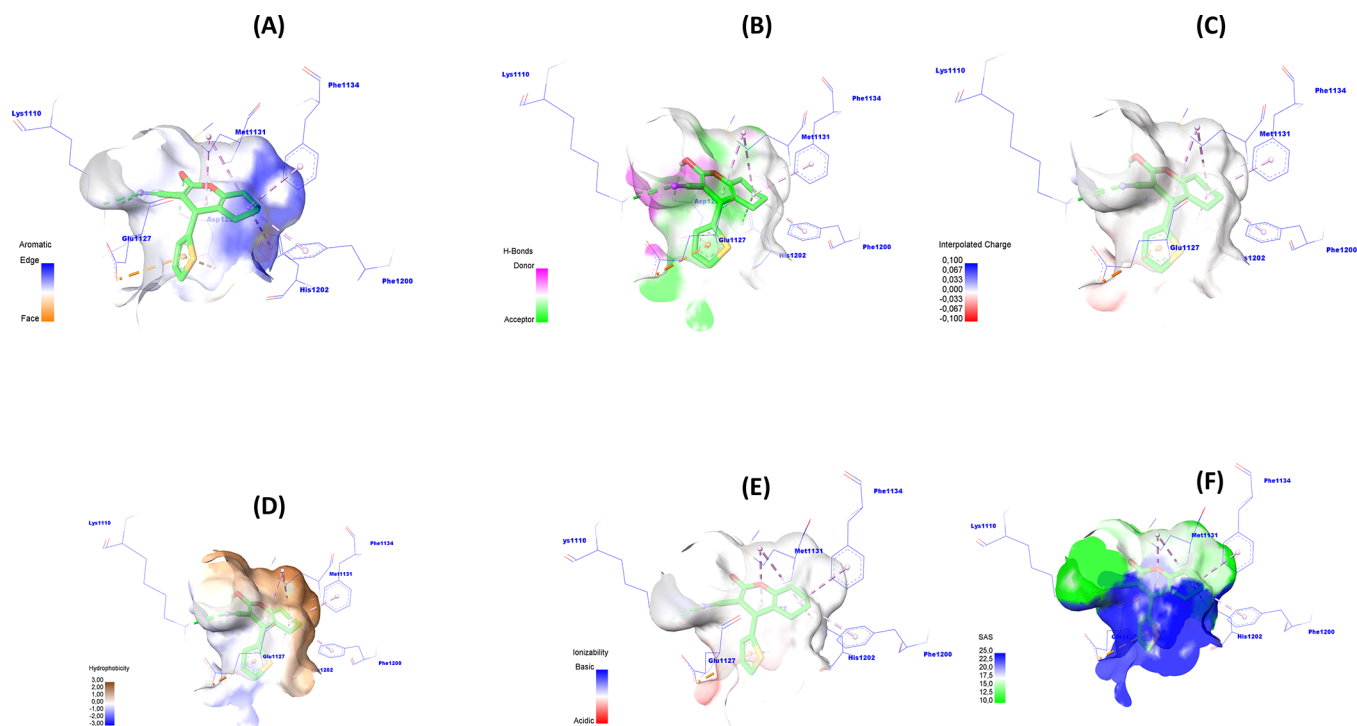 (A)
Phe1134
Lys1110
Met1131
Glu1127
Phe1200
His1202
Aromatic
Edge
Face
(B)
Lys1110
Phe1134
Met1131
Glu1127
Phe1200
His1202
H-Bonds
Donor
Acceptor
(C)
Lys1110
Phe1134
Met1131
Glu1127
Phe1200
Interpolated Charge
0,100
0,067
0,033
0,000
-0,033
-0,067
-0,100
(D)
Lys1110
Phe1134
Met1131
Glu1127
Phe1200
Hydrophobicity
3,00
2,00
1,00
0,00
-1,00
-2,00
-3,00
(E)
Phe1134
ys1110
Met1131
Glu1127
His1202
Phe1200
Ionizability
Basic
Acidic
(F)
Phe1134
Lys1110
Met1131
Phe1200
His1202
SAS
25,0
22,5
20,0
17,5
15,0
12,5
10,0